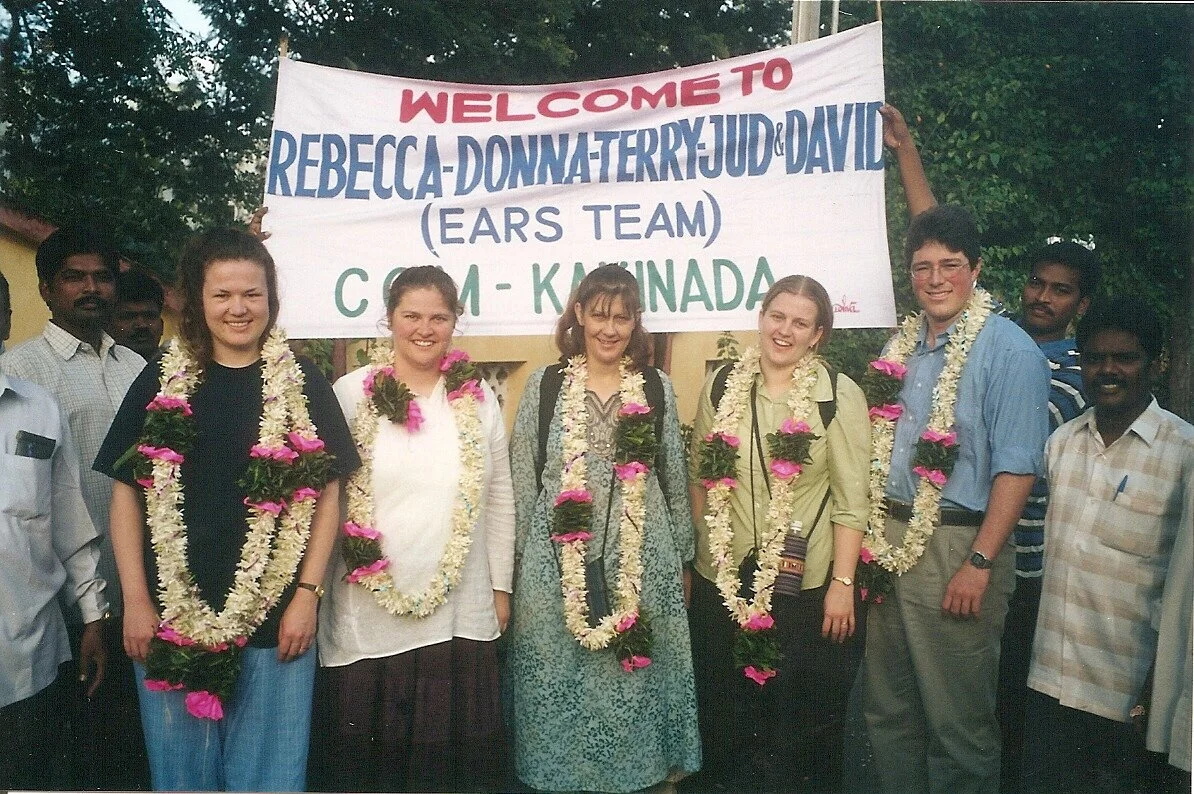 WELCOME TO
REBECCA-DONNA-TERRY-JUD & DAVID
(EARS TEAM)
- KAKINADA